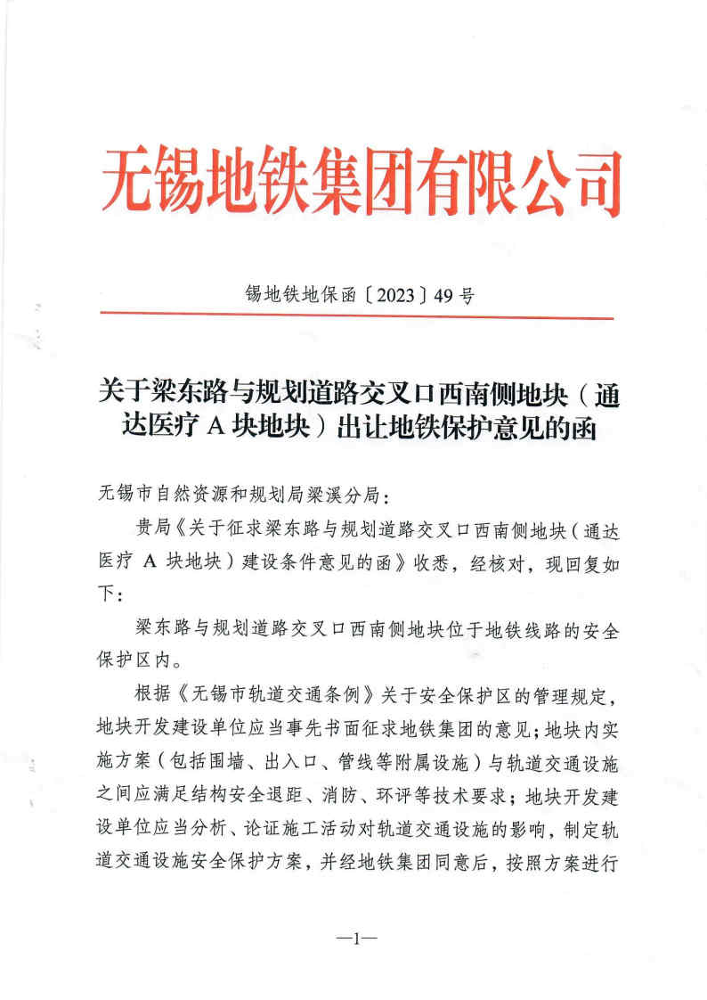 无锡地铁集团有限公司
锡地铁地保函〔2023〕49 号
关于梁东路与规划道路交叉口西南侧地块（通
达医疗 A 块地块）出让地铁保护意见的函
无锡市自然资源和规划局梁溪分局：
贵局《关于征求梁东路与规划道路交叉口西南侧地块（通达
医疗 A 块地块）建设条件意见的函》收悉，经核对，现回复如
下：
梁东路与规划道路交叉口西南侧地块位于地铁线路的安全
保护区内。
根据《无锡市轨道交通条例》关于安全保护区的管理规定，
地块开发建设单位应当事先书面征求地铁集团的意见；地块内实
施方案（包括围墙、出入口、管线等附属设施）与轨道交通设施
之间应满足结构安全退距、消防、环评等技术要求；地块开发建
设单位应当分析、论证施工活动对轨道交通设施的影响，制定轨
道交通设施安全保护方案，并经地铁集团同意后，按照方案进行
—1—